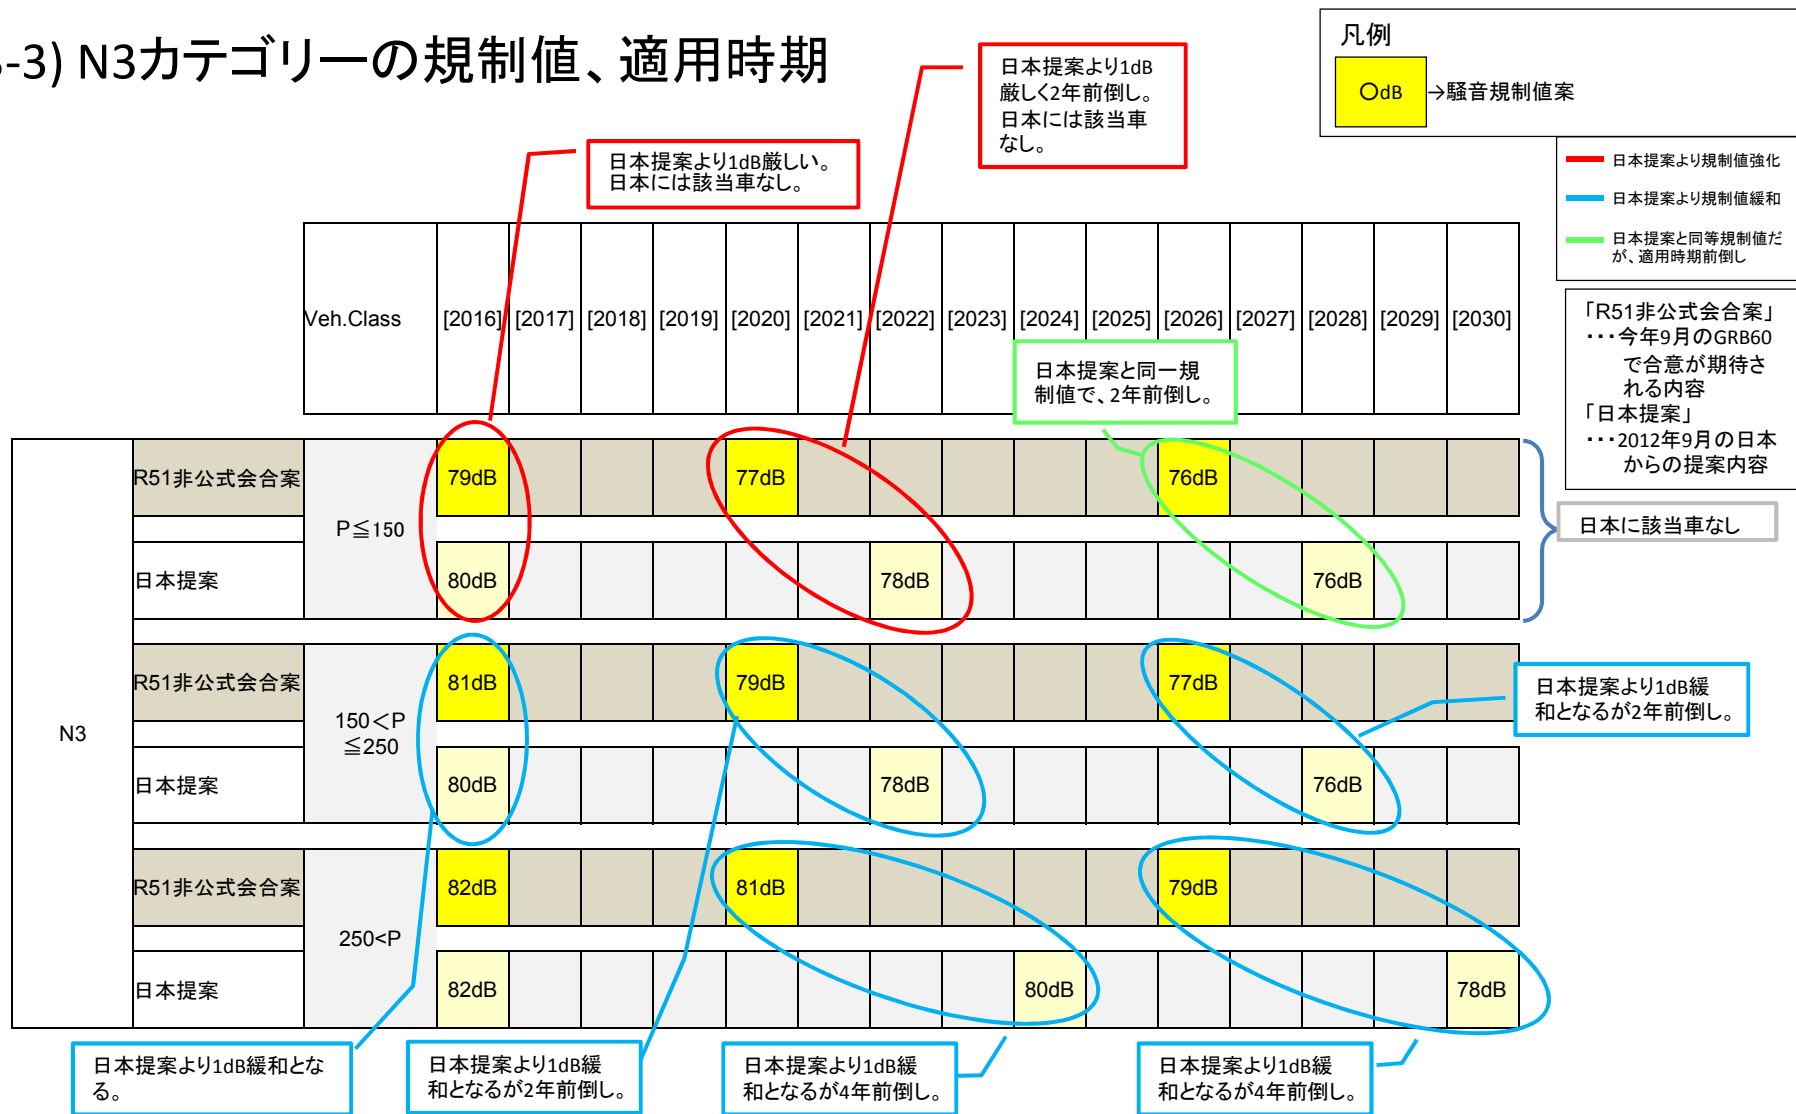 -3) N3カテゴリーの規制値、適用時期
凡例
〇dB
→騒音規制値案
日本提案より規制値強化
日本提案より規制値緩和
日本提案と同等規制値だ
が、適用時期前倒し
「R51非公式会合案」
・・・今年9月のGRB60
で合意が期待さ
れる内容
「日本提案」
・・・2012年9月の日本
からの提案内容
日本提案より1dB
厳しく2年前倒し。
日本には該当車
なし。
日本提案より1dB厳しい。
日本には該当車なし。
Veh.Class [2016] [2017] [2018] [2019] [2020] [2021] [2022] [2023] [2024] [2025] [2026] [2027] [2028] [2029] [2030]
日本提案と同一規
制値で、2年前倒し。
R51非公式会合案 79dB 77dB 76dB
P≦150
日本に該当車なし
日本提案 80dB 78dB 76dB
R51非公式会合案 81dB 79dB 77dB
日本提案より1dB緩
和となるが2年前倒し。
N3
150<P
≦250
日本提案 80dB 78dB 76dB
R51非公式会合案 82dB 81dB 79dB
250<P
日本提案 82dB 80dB 78dB
日本提案より1dB緩和とな
る。
日本提案より1dB緩
和となるが2年前倒し。
日本提案より1dB緩
和となるが4年前倒し。
日本提案より1dB緩
和となるが4年前倒し。